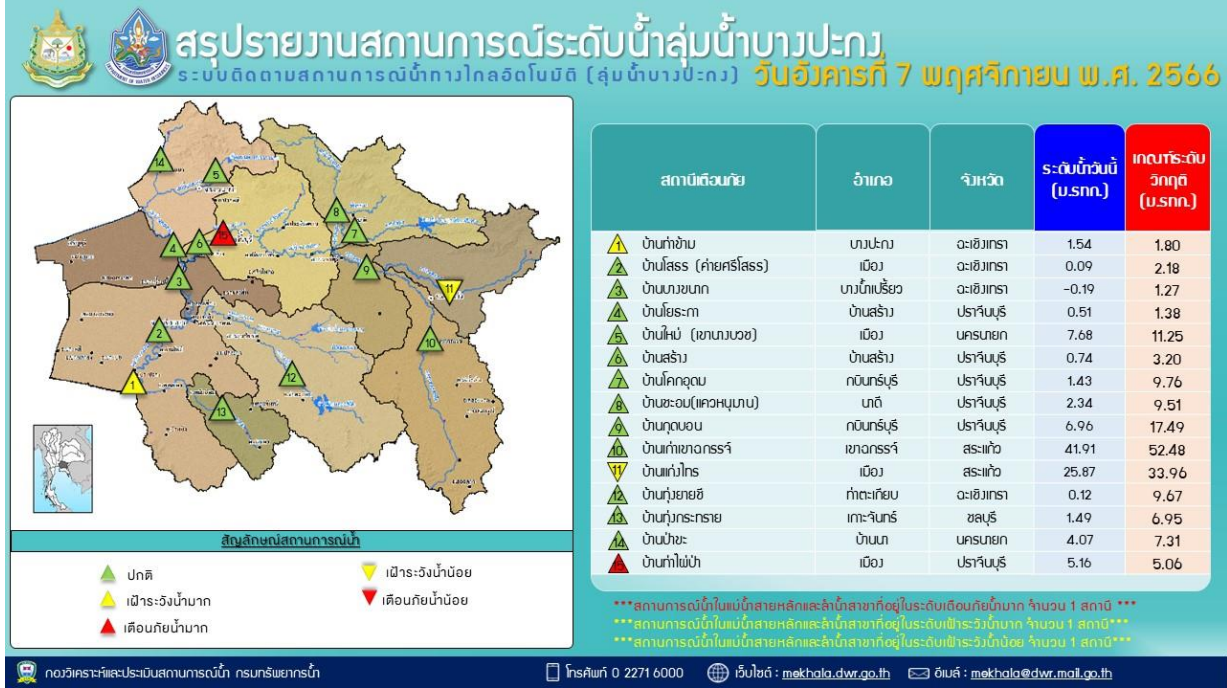 สรุปรายงานสถานการณ์ระดับน้ำลุ่มน้ำบางปะกง
ระบบติดตามสถานการณ์น้ำทางไกลอัตโนมัติ (ลุ่มน้ำบางปะกง) วันอังคารที่ 7 พฤศจิกายน พ.ศ. 2566
สถานีเตือนภัย อำเภอ จังหวัด ระดับน้ำวันนี้ (ม.รทก.) เกณฑ์ระดับวิกฤติ (ม.รทก.)
1 บ้านท่าข้าม บางปะกง ฉะเชิงเทรา 1.54 1.80
2 บ้านโสธร (ค่ายศรีโสธร) เมือง ฉะเชิงเทรา 0.09 2.18
3 บ้านบางขนาก บางน้ำเปรี้ยว ฉะเชิงเทรา -0.19 1.27
4 บ้านโยธะกา บ้านสร้าง ปราจีนบุรี 0.51 1.38
5 บ้านใหม่ (เขานางบวช) เมือง นครนายก 7.68 11.25
6 บ้านสร้าง บ้านสร้าง ปราจีนบุรี 0.74 3.20
7 บ้านโคกอุดม กบินทร์บุรี ปราจีนบุรี 1.43 9.76
8 บ้านซะอม(แควหนุมาน) นาดี ปราจีนบุรี 2.34 9.51
9 บ้านกุดบอน กบินทร์บุรี ปราจีนบุรี 6.96 17.49
10 บ้านเก่าเขาฉกรรจ์ เขาฉกรรจ์ สระแก้ว 41.91 52.48
11 บ้านแก่งไทร เมือง สระแก้ว 25.87 33.96
12 บ้านทุ่งยายชี ท่าตะเกียบ ฉะเชิงเทรา 0.12 9.67
13 บ้านทุ่งกระทราย เกาะจันทร์ ชลบุรี 1.49 6.95
14 บ้านป่าขะ บ้านนา นครนายก 4.07 7.31
15 บ้านท่าไผ่ป่า เมือง ปราจีนบุรี 5.16 5.06
สัญลักษณ์สถานการณ์น้ำ
ปกติ
เฝ้าระวังน้ำมาก
เตือนภัยน้ำมาก
เฝ้าระวังน้ำน้อย
เตือนภัยน้ำน้อย
***สถานการณ์น้ำในแม่น้ำสายหลักและลำน้ำสาขาที่อยู่ในระดับเตือนภัยน้ำมาก จำนวน 1 สถานี ***
***สถานการณ์น้ำในแม่น้ำสายหลักและลำน้ำสาขาที่อยู่ในระดับเฝ้าระวังน้ำมาก จำนวน 1 สถานี***
***สถานการณ์น้ำในแม่น้ำสายหลักและลำน้ำสาขาที่อยู่ในระดับเฝ้าระวังน้ำน้อย จำนวน 1 สถานี***
กองวิเคราะห์และประเมินสถานการณ์น้ำ กรมทรัพยากรน้ำ โทรศัพท์ 0 2271 6000 เว็บไซต์ : mekhala.dwr.go.th อีเมล์ : mekhala@dwr.mail.go.th